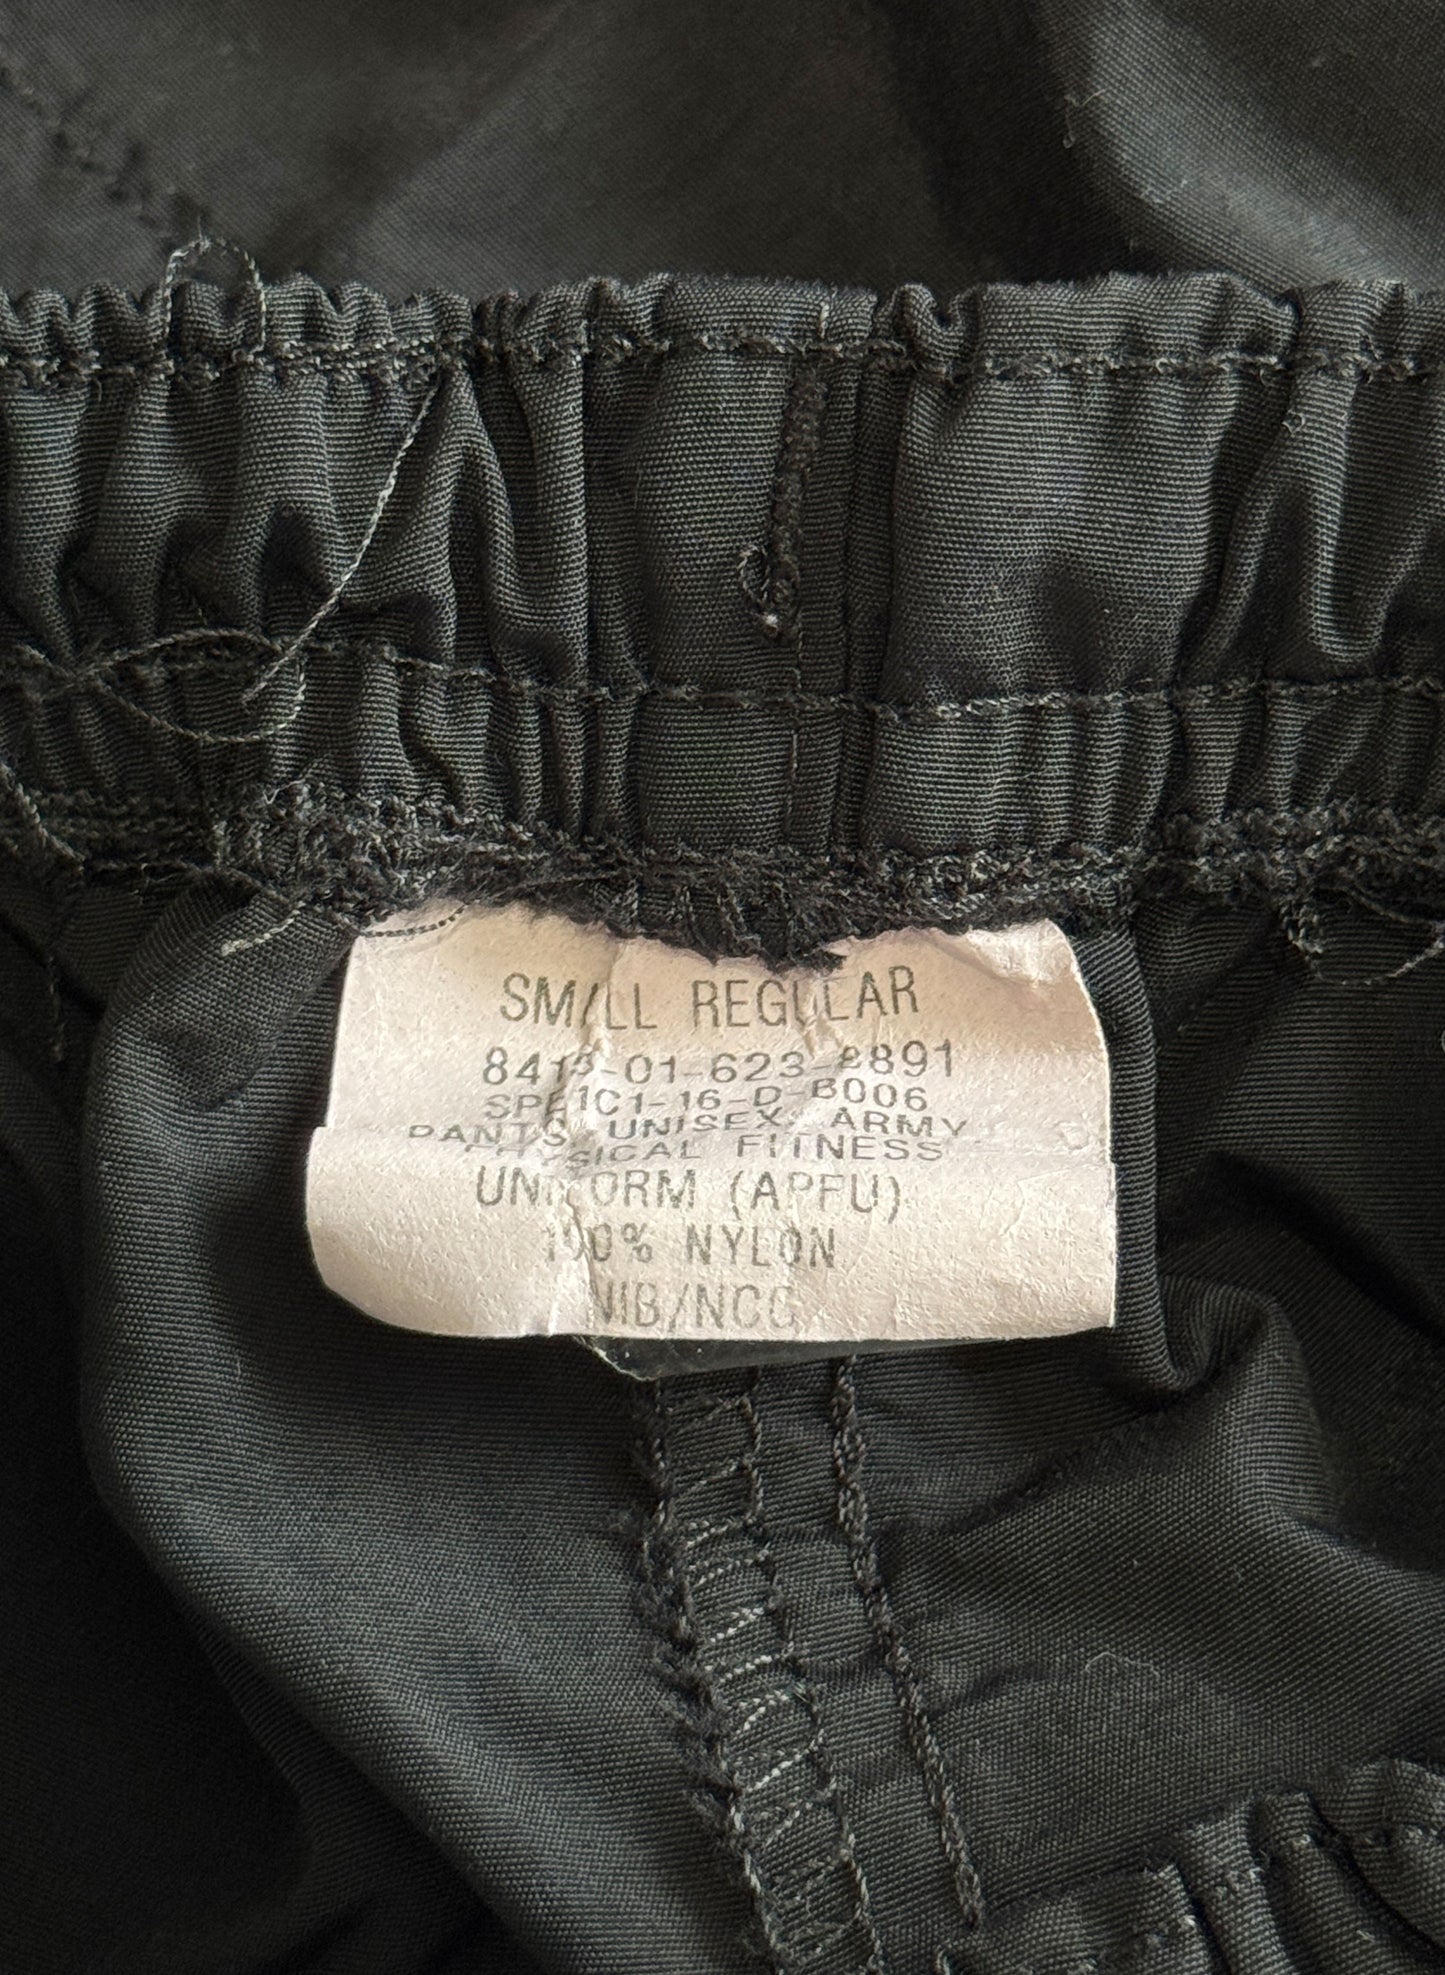 SMALL REGULAR
8415-01-623-8891
SPE1C1-16-D-B006
PANTS, UNISEX, ARMY
PHYSICAL FITNESS
UNIFORM (APFU)
100% NYLON
NIB/NCC